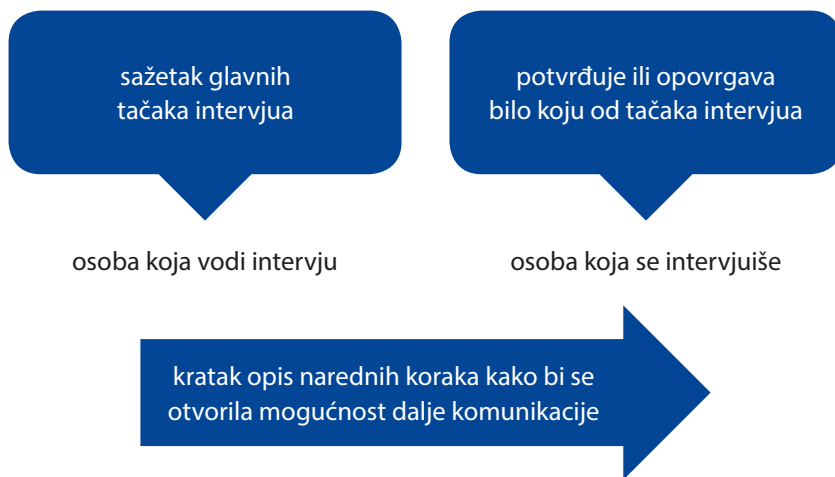 sažetak glavnih
tačaka intervjua
potvrđuje ili opovrgava
bilo koju od tačaka intervjua
osoba koja vodi intervju
osoba koja se intervjuiše
kratak opis narednih koraka kako bi se
otvorila mogućnost dalje komunikacije